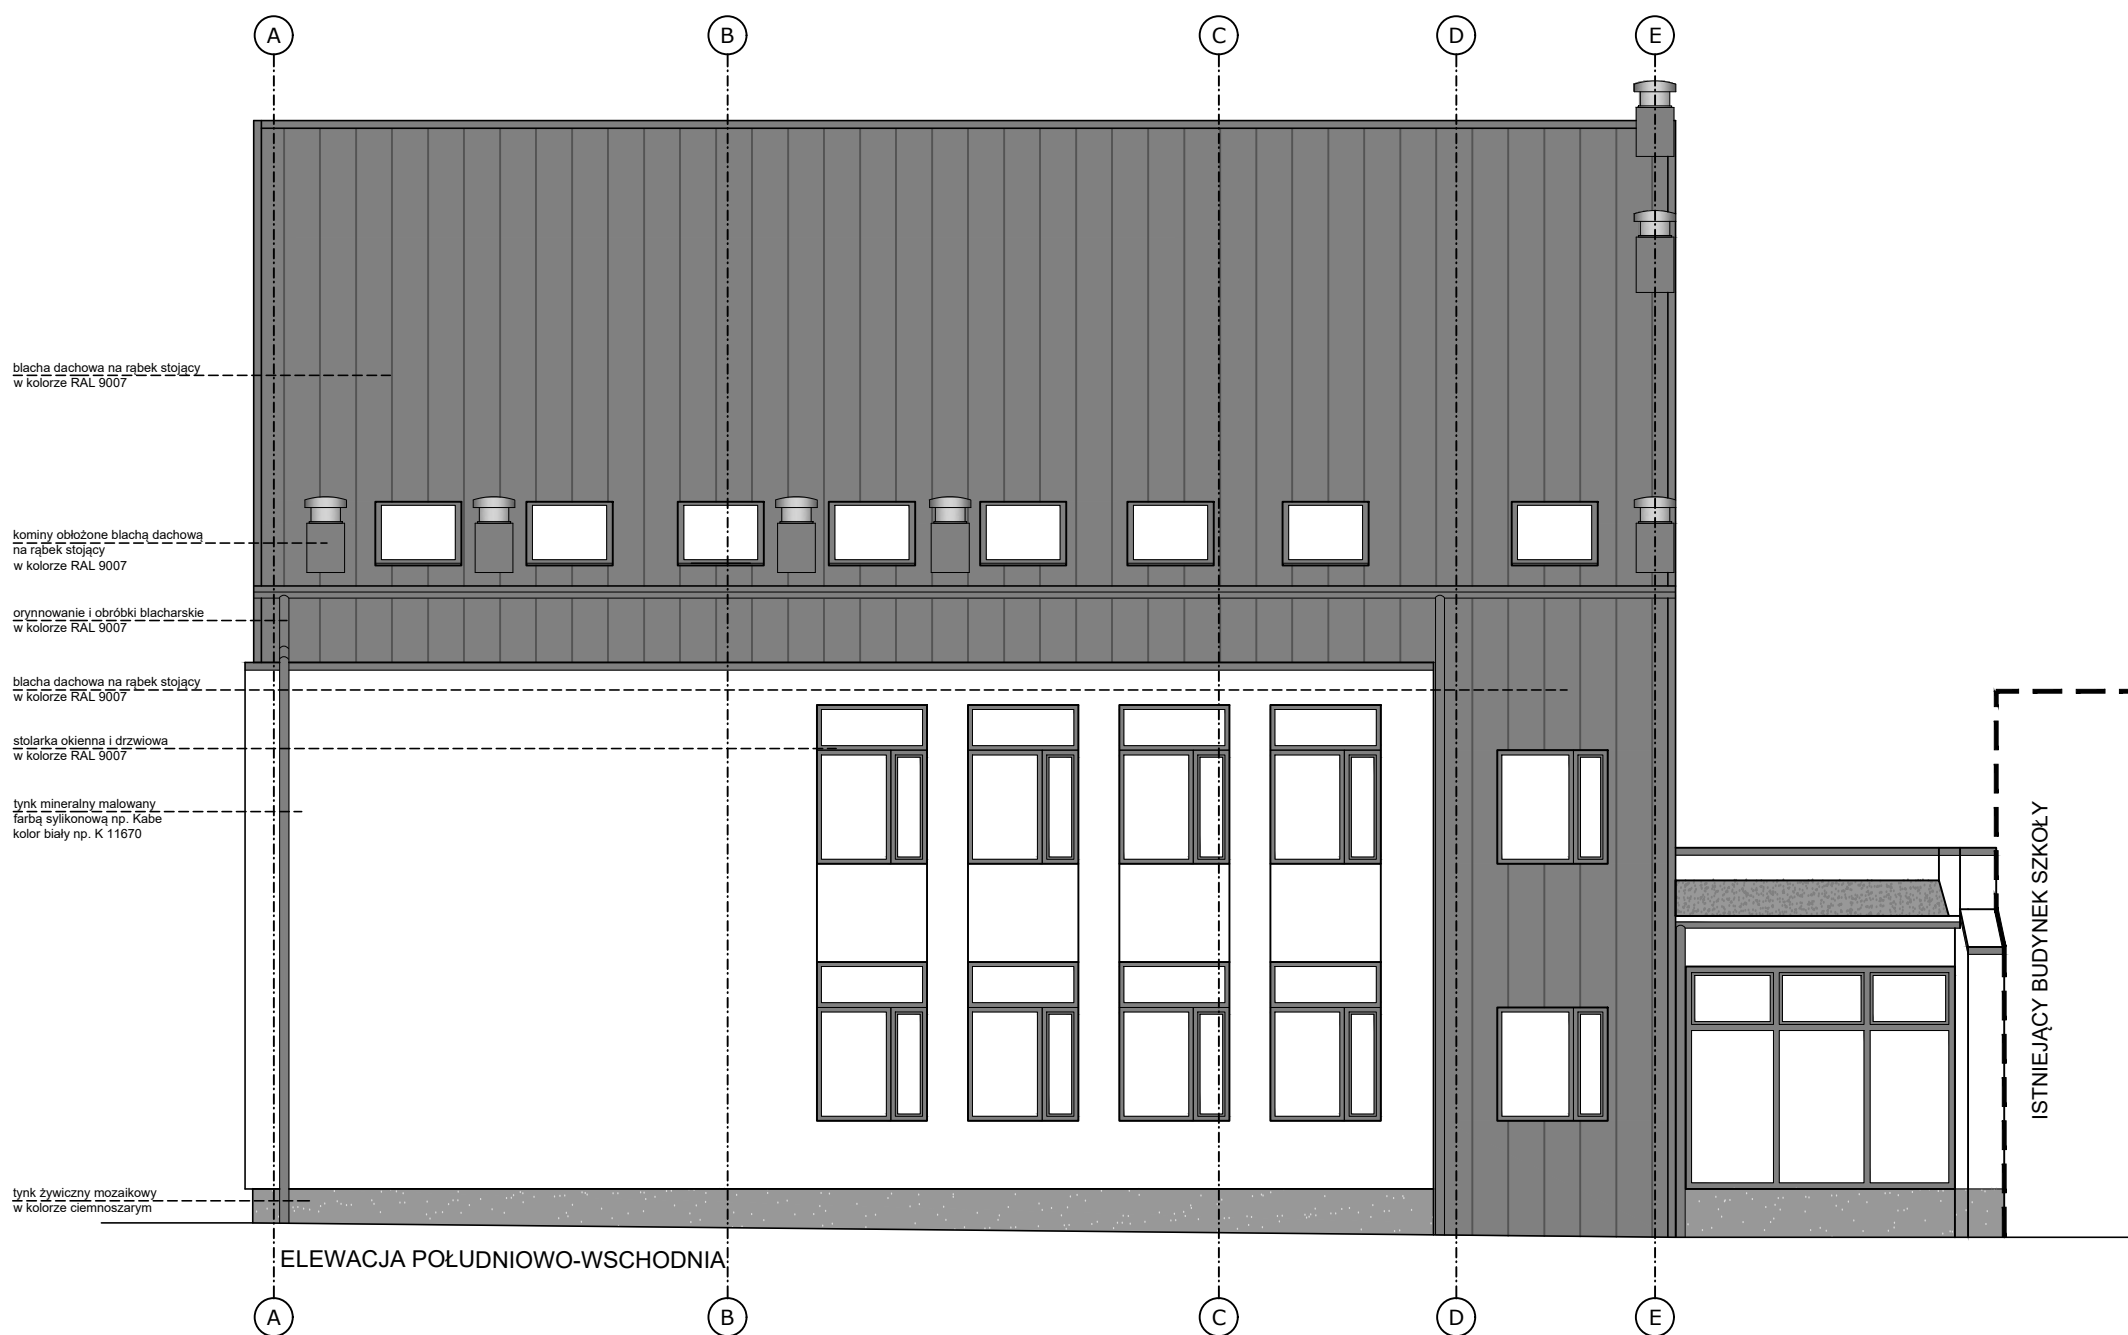 A B C D E
blacha dachowa na rąbek stojący
w kolorze RAL 9007
kominy obłożone blachą dachową
na rąbek stojący
w kolorze RAL 9007
orynnowanie i obróbki blacharskie
w kolorze RAL 9007
blacha dachowa na rąbek stojący
w kolorze RAL 9007
stolarka okienna i drzwiowa
w kolorze RAL 9007
tynk mineralny malowany
farbą sylikonową np. Kabe
kolor biały np. K 11670
ISTNIEJĄCY BUDYNEK SZKOŁY
tynk żywiczny mozaikowy
w kolorze ciemnoszarym
ELEWACJA POŁUDNIOWO-WSCHODNIA
A B C D E